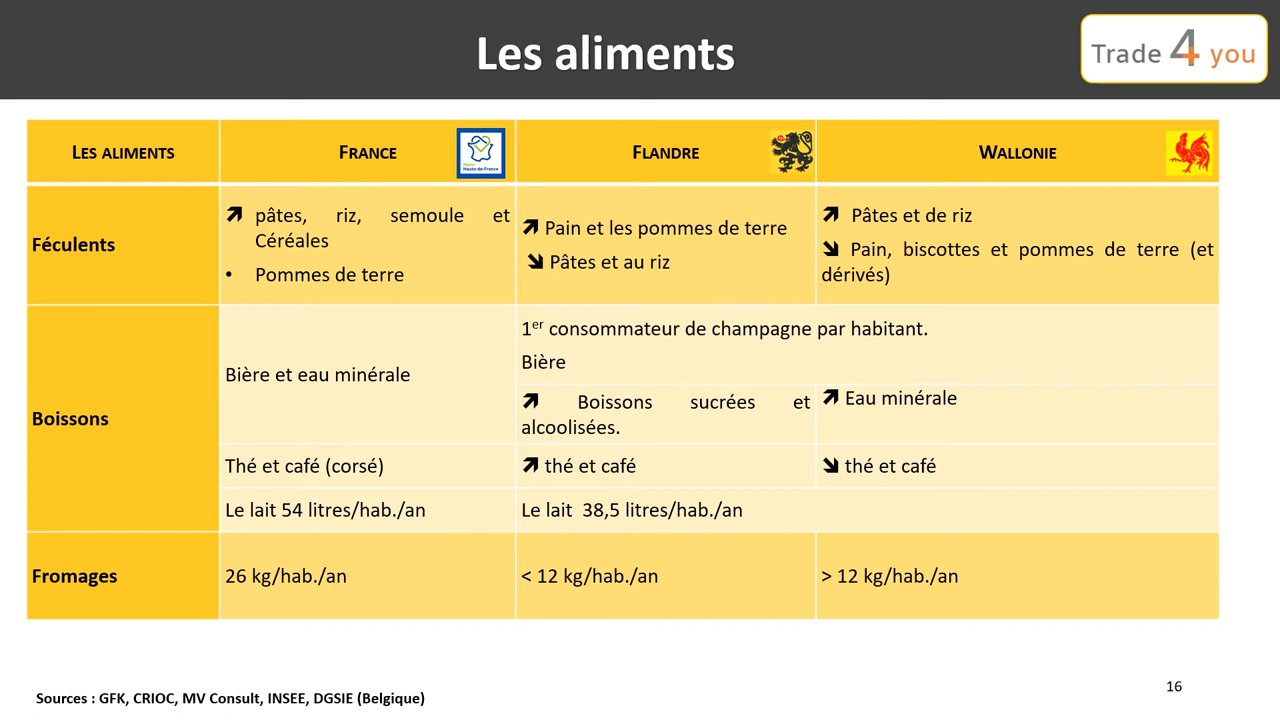 Les aliments
Trade 4 you
LES ALIMENTS
FRANCE
Hauts-de-France
FLANDRE
WALLONIE
Féculents
↗ pâtes, riz, semoule et
Céréales
• Pommes de terre
↗ Pain et les pommes de terre
↘ Pâtes et au riz
↗ Pâtes et de riz
↘ Pain, biscottes et pommes de terre (et
dérivés)
Boissons
Bière et eau minérale
1er consommateur de champagne par habitant.
Bière
↗ Boissons sucrées et
alcoolisées.
↗ Eau minérale
Thé et café (corsé)
↗ thé et café
↘ thé et café
Le lait 54 litres/hab./an
Le lait 38,5 litres/hab./an
Fromages
26 kg/hab./an
< 12 kg/hab./an
> 12 kg/hab./an
Sources : GFK, CRIOC, MV Consult, INSEE, DGSIE (Belgique)
16